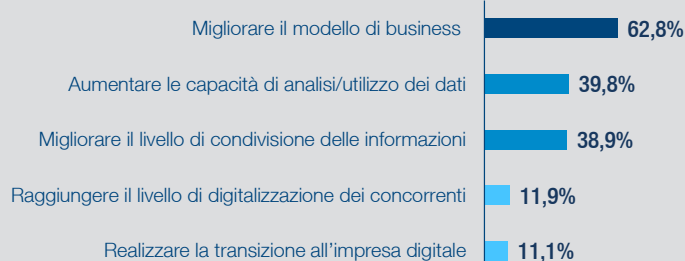 Migliorare il modello di business 62,8%
Aumentare le capacità di analisi/utilizzo dei dati 39,8%
Migliorare il livello di condivisione delle informazioni 38,9%
Raggiungere il livello di digitalizzazione dei concorrenti 11,9%
Realizzare la transizione all’impresa digitale 11,1%